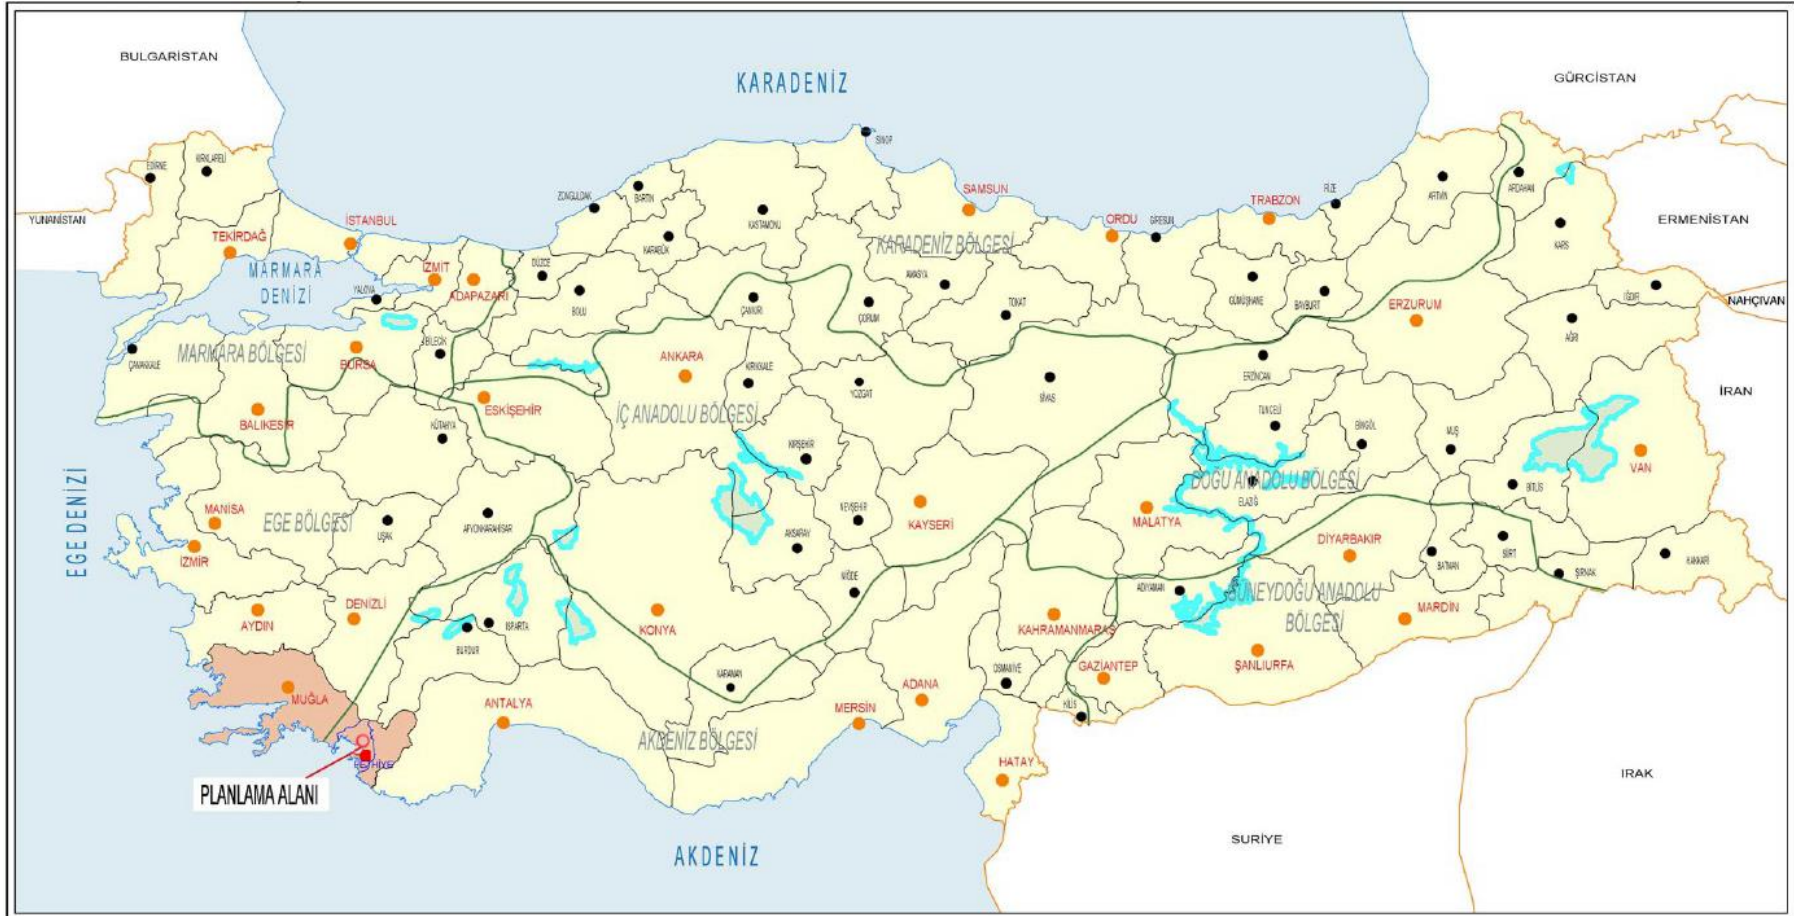 BULGARİSTAN
KARADENİZ
GÜRCİSTAN
SİNOP
EDİRNE
KIRKLARELİ
ZONGULDAK
BARTIN
KASTAMONU
SAMSUN
TRABZON
RİZE
ARTVİN
ARDAHAN
YUNANİSTAN
İSTANBUL
ORDU
GİRESUN
ERMENİSTAN
TEKİRDAĞ
KARABÜK
KARADENİZ BÖLGESİ
KARS
MARMARA
DENİZİ
İZMİT
DÜZCE
ADAPAZARI
YALOVA
BOLU
AMASYA
GÜMÜŞHANE
BAYBURT
IĞDIR
NAHÇIVAN
ÇANKIRI
ÇORUM
TOKAT
ERZURUM
AĞRI
MARMARA BÖLGESİ
BİLECİK
BURSA
ÇANAKKALE
ANKARA
KIRIKKALE
YOZGAT
SİVAS
ERZİNCAN
İRAN
ESKİŞEHİR
İÇ ANADOLU BÖLGESİ
BALIKESİR
KÜTAHYA
TUNCELİ
BİNGÖL
MUŞ
KIRŞEHİR
VAN
EGE DENİZİ
DOĞU ANADOLU BÖLGESİ
BİTLİS
ELAZIĞ
MANİSA
EGE BÖLGESİ
UŞAK
AFYONKARAHİSAR
NEVŞEHİR
KAYSERİ
MALATYA
AKSARAY
İZMİR
DİYARBAKIR
SİİRT
BATMAN
ŞIRNAK
HAKKARİ
NİĞDE
ADIYAMAN
GÜNEYDOĞU ANADOLU
BÖLGESİ
MARDİN
AYDIN
DENİZLİ
ISPARTA
BURDUR
KONYA
KAHRAMANMARAŞ
KARAMAN
OSMANİYE
GAZİANTEP
ŞANLIURFA
MUĞLA
ANTALYA
MERSİN
ADANA
KİLİS
AKDENİZ BÖLGESİ
FETHİYE
HATAY
IRAK
PLANLAMA ALANI
SURİYE
AKDENİZ